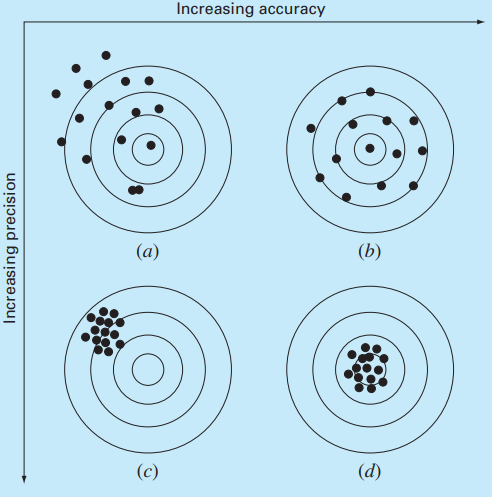 Increasing accuracy
Increasing precision
(a)
(b)
(c)
(d)